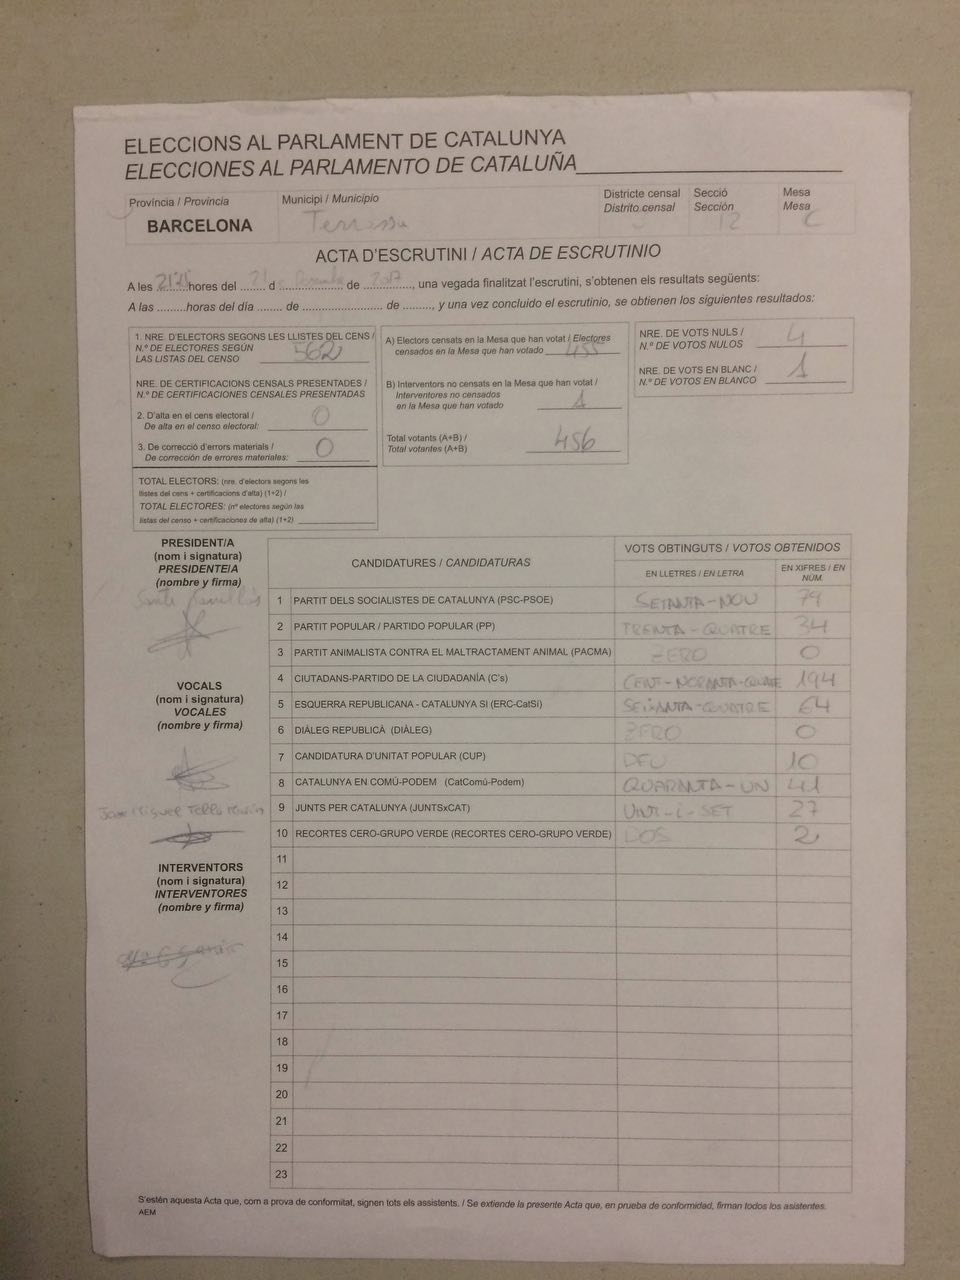 ELECCIONS AL PARLAMENT DE CATALUNYA
ELECCIONES AL PARLAMENTO DE CATALUÑA
Província / Provincia
BARCELONA
Municipi / Municipio
Terrassa
Districte censal
Distrito censal
Secció
Sección
12
Mesa
Mesa
C
ACTA D'ESCRUTINI / ACTA DE ESCRUTINIO
A les hores del 21 d de 2017, una vegada finalitzat l'escrutini, s'obtenen els resultats següents:
A las .........horas del día ....... de ......................... de ........, y una vez concluido el escrutinio, se obtienen los siguientes resultados:
1. NRE. D'ELECTORS SEGONS LES LLISTES DEL CENS /
N.º DE ELECTORES SEGÚN
LAS LISTAS DEL CENSO 562
NRE. DE CERTIFICACIONS CENSALS PRESENTADES /
N.º DE CERTIFICACIONES CENSALES PRESENTADAS
2. D'alta en el cens electoral /
De alta en el censo electoral: 0
3. De correcció d'errors materials /
De corrección de errores materiales: 0
TOTAL ELECTORS: (nre. d'electors segons les
llistes del cens + certificacions d'alta) (1+2) /
TOTAL ELECTORES: (nº electores según las
listas del censo + certificaciones de alta) (1+2)
A) Electors censats en la Mesa que han votat / Electores
censados en la Mesa que han votado 455
B) Interventors no censats en la Mesa que han votat /
Interventores no censados
en la Mesa que han votado 1
Total votants (A+B) /
Total votantes (A+B) 456
NRE. DE VOTS NULS /
N.º DE VOTOS NULOS 4
NRE. DE VOTS EN BLANC /
N.º DE VOTOS EN BLANCO 1
PRESIDENT/A
(nom i signatura)
PRESIDENTE/A
(nombre y firma)
VOCALS
(nom i signatura)
VOCALES
(nombre y firma)
Jose Miguel Tello
INTERVENTORS
(nom i signatura)
INTERVENTORES
(nombre y firma)
CANDIDATURES / CANDIDATURAS
VOTS OBTINGUTS / VOTOS OBTENIDOS
EN LLETRES / EN LETRA
EN XIFRES / EN
NÚM.
1 PARTIT DELS SOCIALISTES DE CATALUNYA (PSC-PSOE) SETANTA-NOU 79
2 PARTIT POPULAR / PARTIDO POPULAR (PP) TRENTA-QUATRE 34
3 PARTIT ANIMALISTA CONTRA EL MALTRACTAMENT ANIMAL (PACMA) ZERO 0
4 CIUTADANS-PARTIDO DE LA CIUDADANÍA (C's) CENT-NORANTA-QUATE 194
5 ESQUERRA REPUBLICANA - CATALUNYA SI (ERC-CatSí) SEIXANTA-QUATRE 64
6 DIÀLEG REPUBLICÀ (DIÀLEG) ZERO 0
7 CANDIDATURA D'UNITAT POPULAR (CUP) DEU 10
8 CATALUNYA EN COMÚ-PODEM (CatComú-Podem) QUARANTA-UN 41
9 JUNTS PER CATALUNYA (JUNTSxCAT) VINT-I-SET 27
10 RECORTES CERO-GRUPO VERDE (RECORTES CERO-GRUPO VERDE) DOS 2
11
12
13
14
15
16
17
18
19
20
21
22
23
S'estén aquesta Acta que, com a prova de conformitat, signen tots els assistents. / Se extiende la presente Acta que, en prueba de conformidad, firman todos los asistentes.
AEM